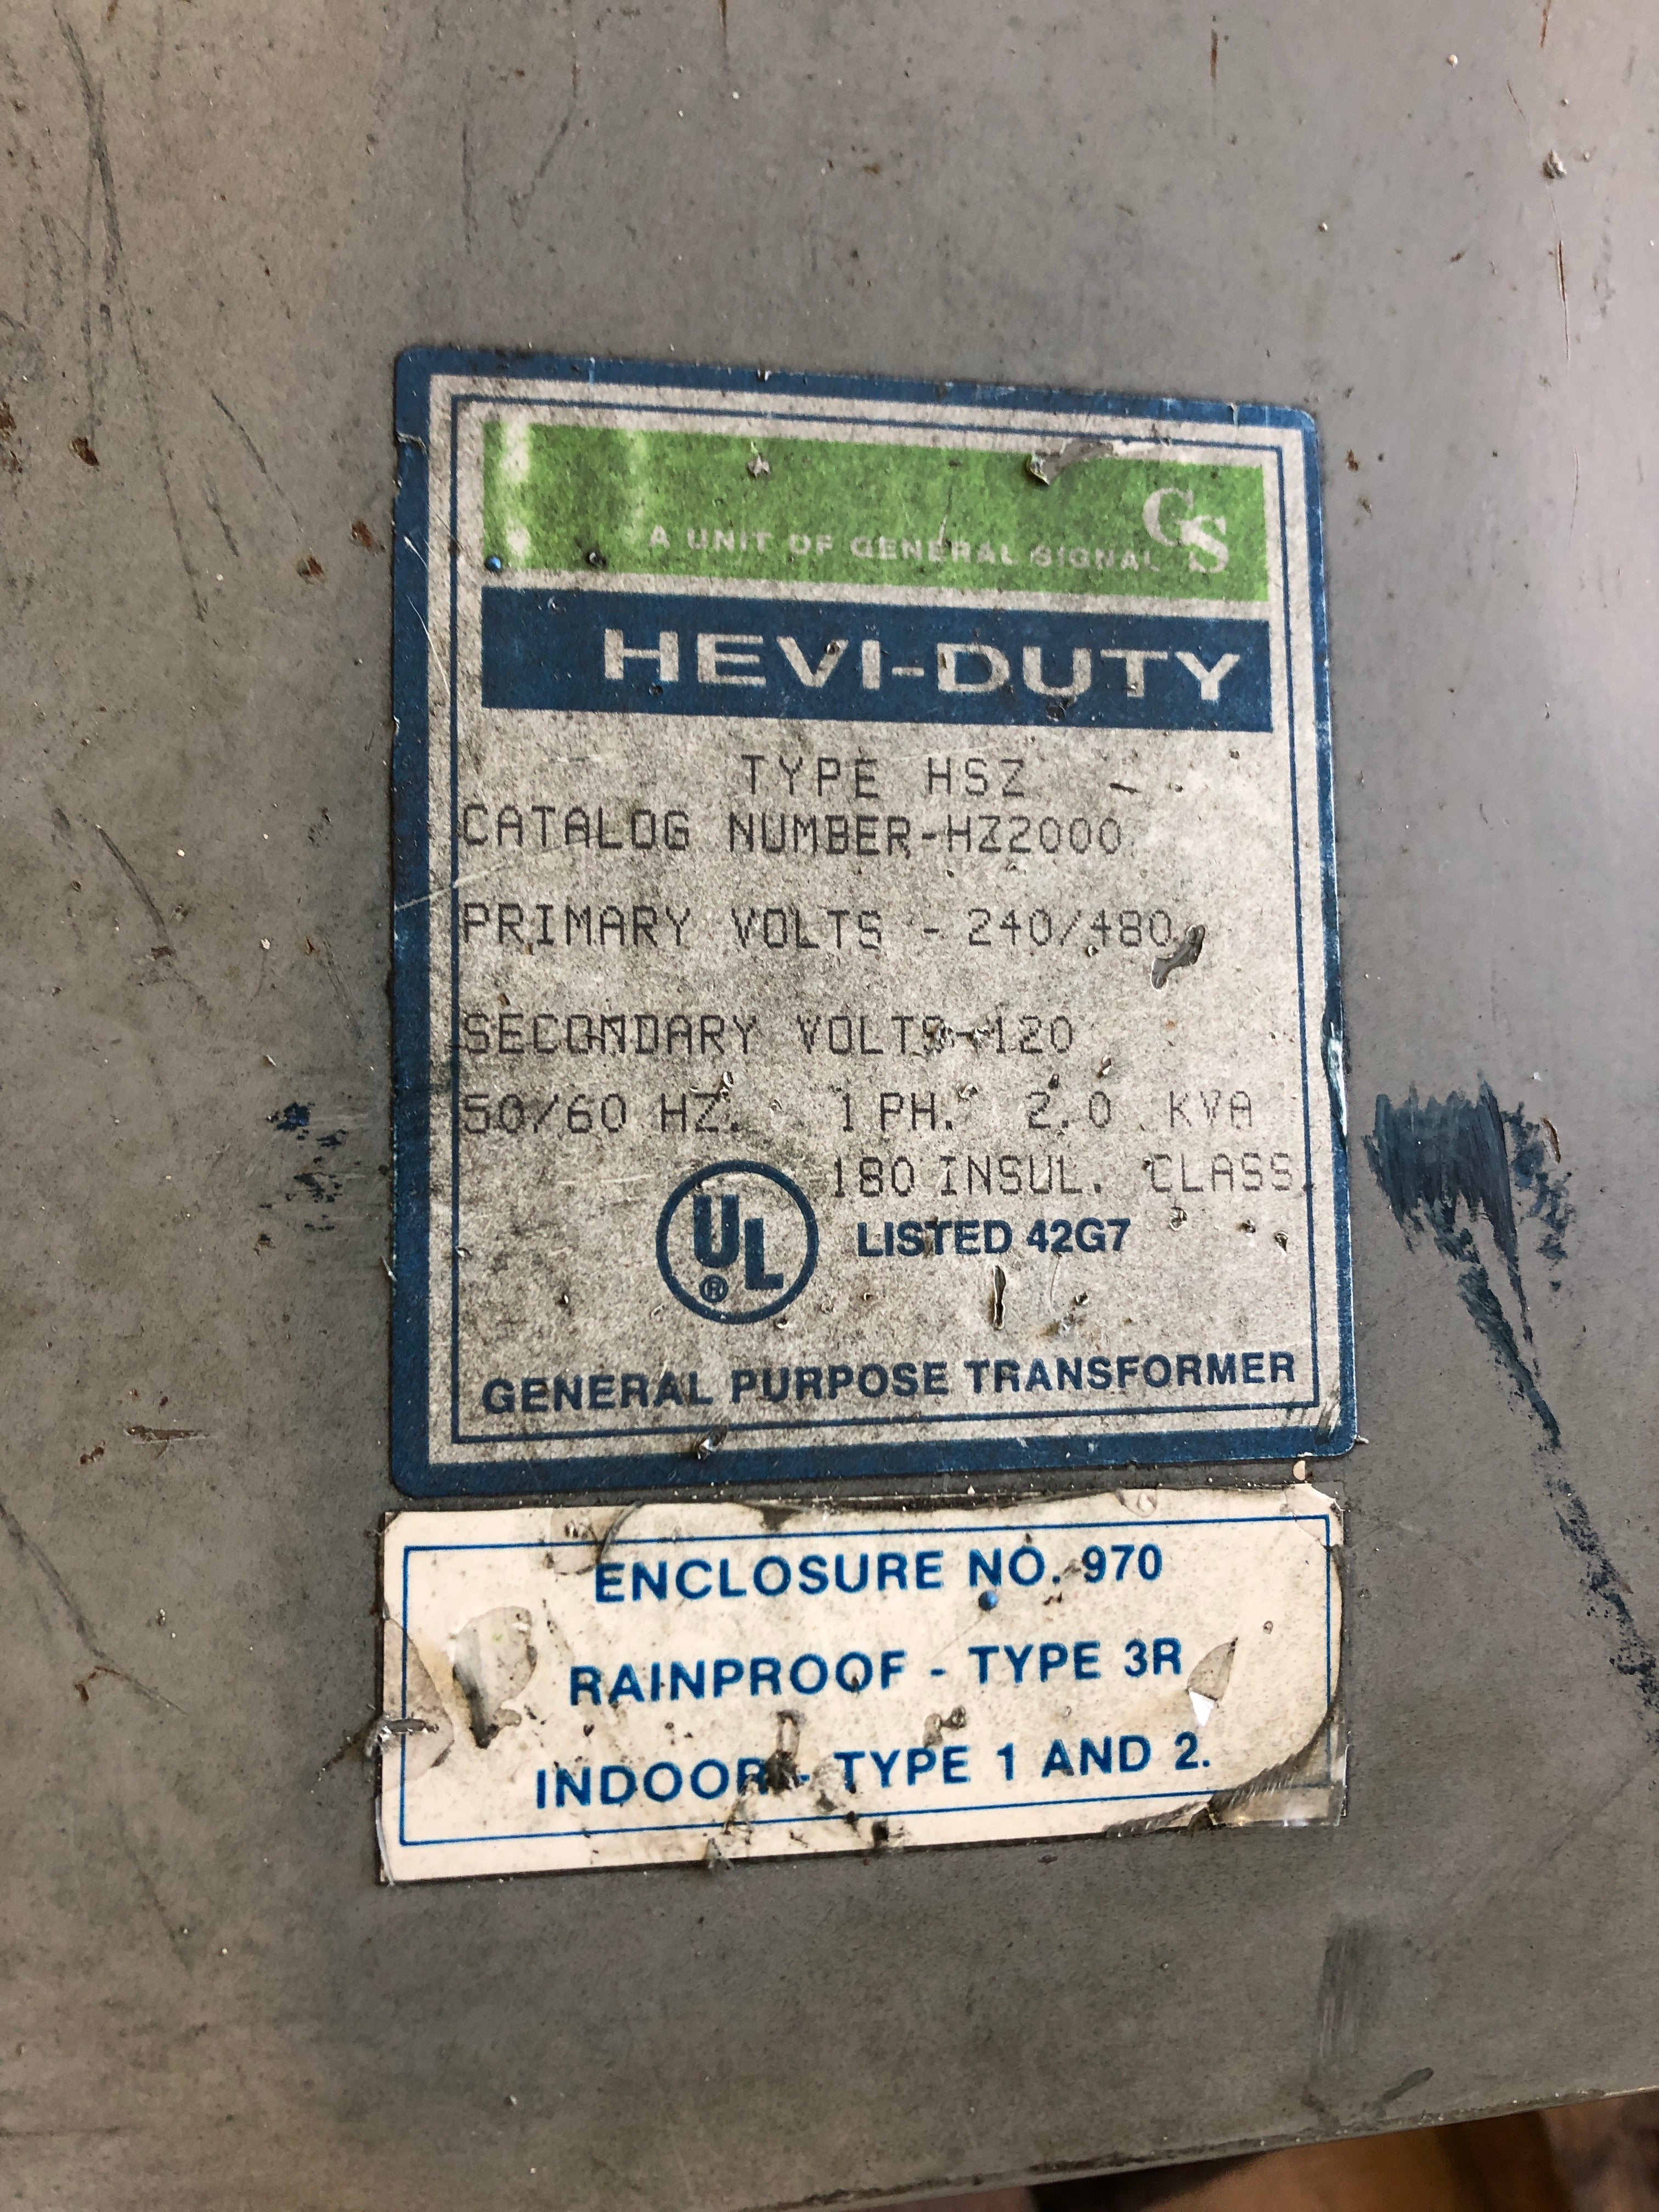 GS
A UNIT OF GENERAL SIGNAL
HEVI-DUTY
TYPE HSZ
CATALOG NUMBER-HZ2000
PRIMARY VOLTS - 240/480
SECONDARY VOLTS-120
50/60 HZ. 1 PH. 2.0 KVA
180 INSUL. CLASS
UL ® LISTED 42G7
GENERAL PURPOSE TRANSFORMER
ENCLOSURE NO. 970
RAINPROOF - TYPE 3R
INDOOR - TYPE 1 AND 2.